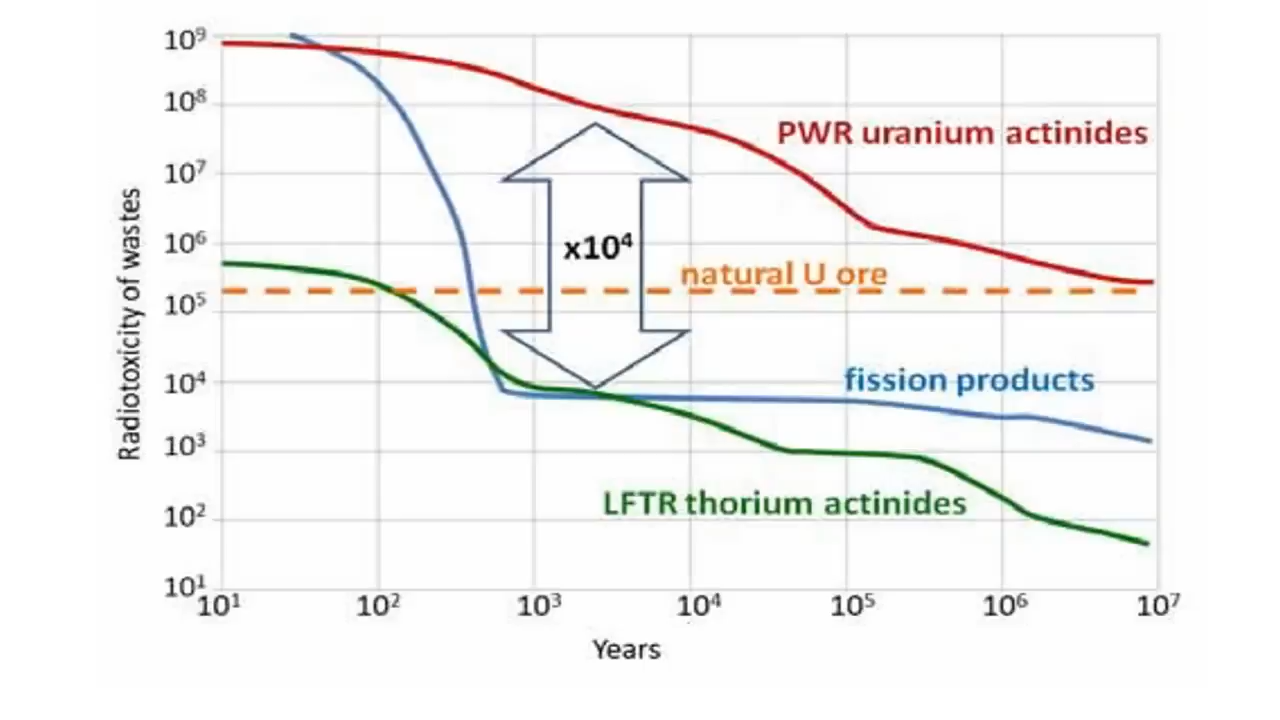 10⁹
10⁸
10⁷
10⁶
10⁵
10⁴
10³
10²
10¹
Radiotoxicity of wastes
PWR uranium actinides
x10⁴
natural U ore
fission products
LFTR thorium actinides
10¹ 10² 10³ 10⁴ 10⁵ 10⁶ 10⁷
Years